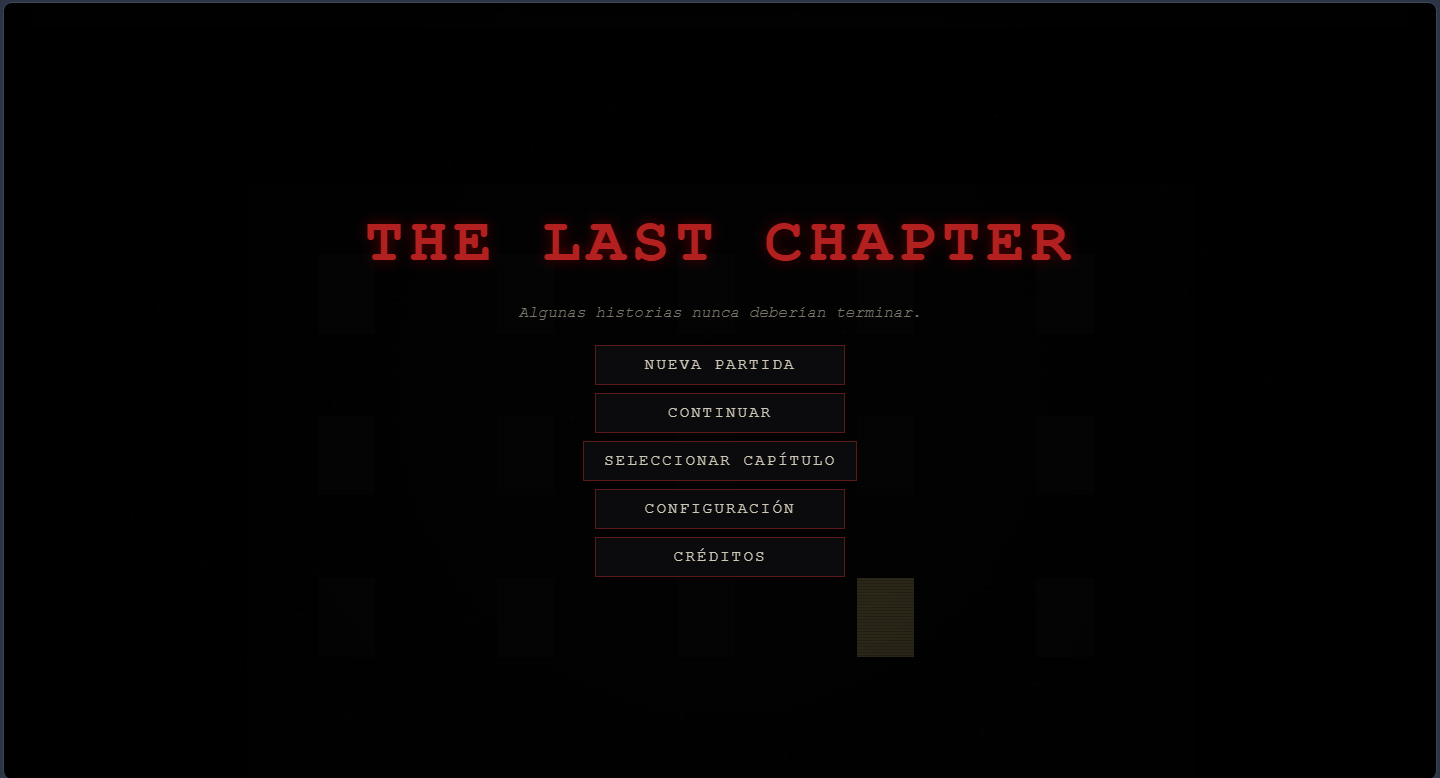 THE LAST CHAPTER
Algunas historias nunca deberían terminar.
NUEVA PARTIDA
CONTINUAR
SELECCIONAR CAPÍTULO
CONFIGURACIÓN
CRÉDITOS